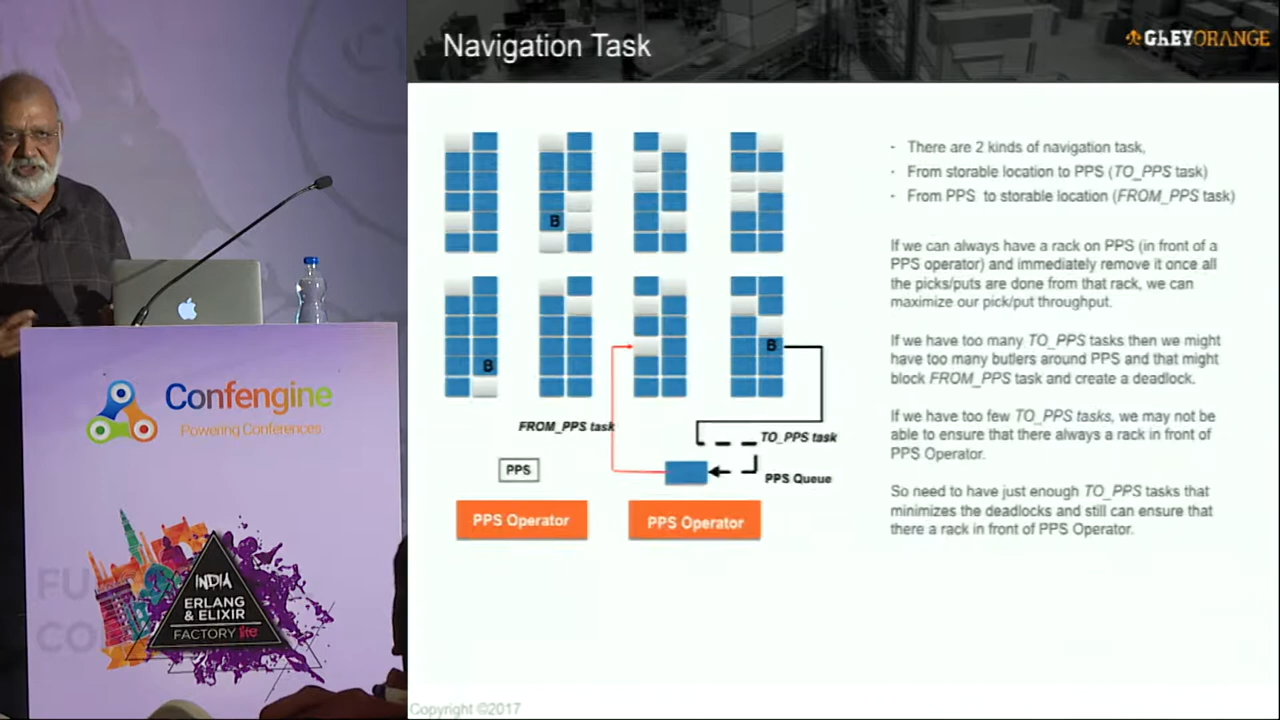 Navigation Task
GREYORANGE
- There are 2 kinds of navigation task,
- From storable location to PPS (TO_PPS task)
- From PPS to storable location (FROM_PPS task)
If we can always have a rack on PPS (in front of a
PPS operator) and immediately remove it once all
the picks/puts are done from that rack, we can
maximize our pick/put throughput.
If we have too many TO_PPS tasks then we might
have too many butlers around PPS and that might
block FROM_PPS task and create a deadlock.
If we have too few TO_PPS tasks, we may not be
able to ensure that there always a rack in front of
PPS Operator.
So need to have just enough TO_PPS tasks that
minimizes the deadlocks and still can ensure that
there a rack in front of PPS Operator.
B
B
B
FROM_PPS task
TO_PPS task
PPS
PPS Queue
PPS Operator
PPS Operator
Copyright ©2017
Confengine
Powering Conferences
INDIA
ERLANG
& ELIXIR
FACTORY lite